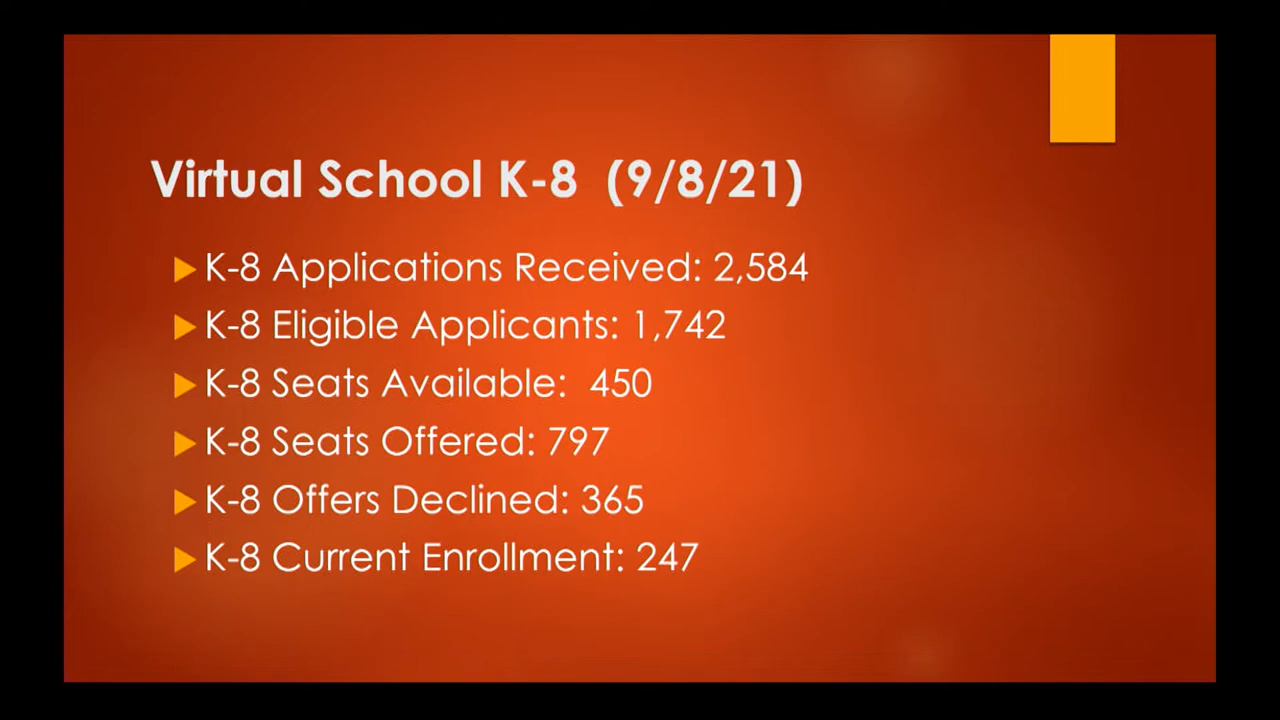 Virtual School K-8 (9/8/21)
K-8 Applications Received: 2,584
K-8 Eligible Applicants: 1,742
K-8 Seats Available: 450
K-8 Seats Offered: 797
K-8 Offers Declined: 365
K-8 Current Enrollment: 247